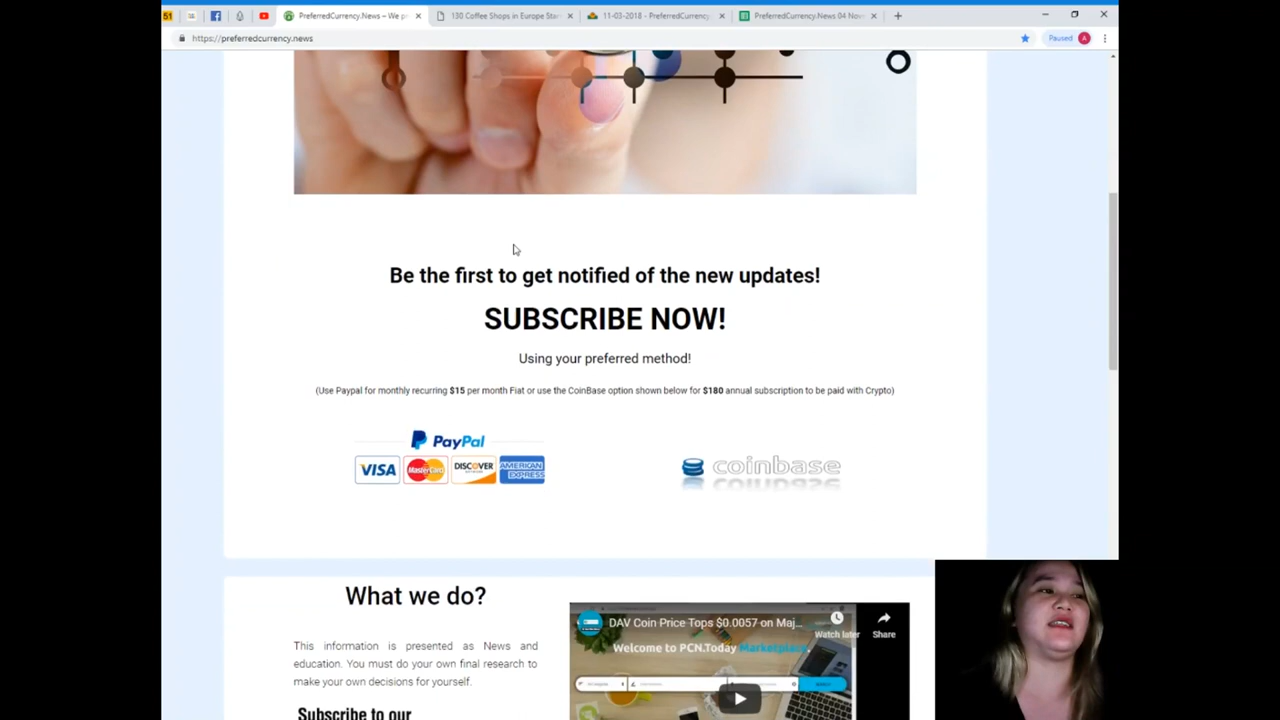 51
PreferredCurrency.News – We pr
130 Coffee Shops in Europe Star
11-03-2018 - PreferredCurrency
PreferredCurrency.News 04 Nov
https://preferredcurrency.news
Paused A
Be the first to get notified of the new updates!
SUBSCRIBE NOW!
Using your preferred method!
(Use Paypal for monthly recurring $15 per month Fiat or use the CoinBase option shown below for $180 annual subscription to be paid with Crypto)
PayPal
VISA MasterCard DISCOVER AMERICAN EXPRESS
coinbase
What we do?
This information is presented as News and
education. You must do your own final research to
make your own decisions for yourself.
Subscribe to our
DAV Coin Price Tops $0.0057 on Maj...
Watch later
Share
Welcome to PCN.Today Marketplace